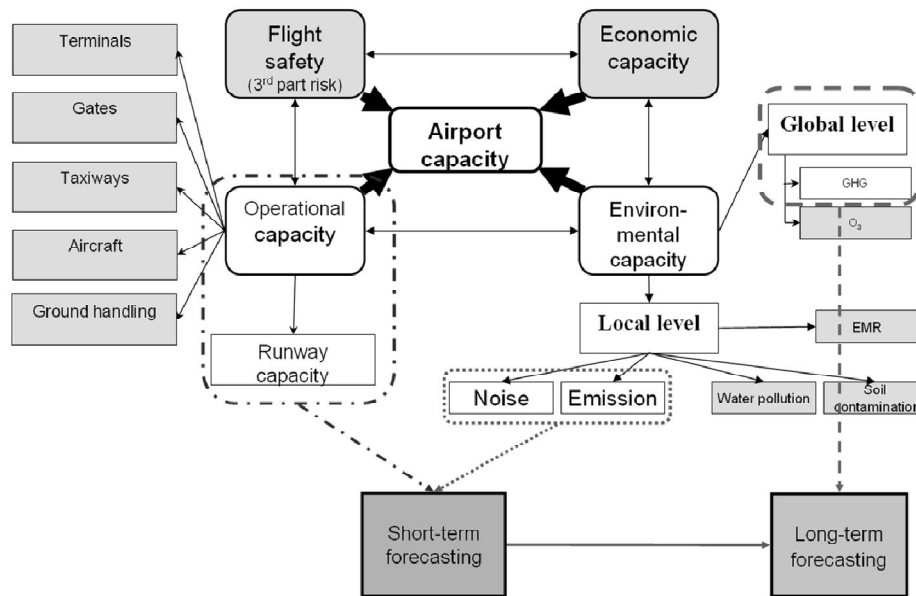 Terminals
Gates
Taxiways
Aircraft
Ground handling
Flight
safety
(3rd part risk)
Economic
capacity
Airport
capacity
Operational
capacity
Environ-
mental
capacity
Runway
capacity
Global level
GHG
O₃
Local level
EMR
Noise
Emission
Water pollution
Soil
contamination
Short-term
forecasting
Long-term
forecasting